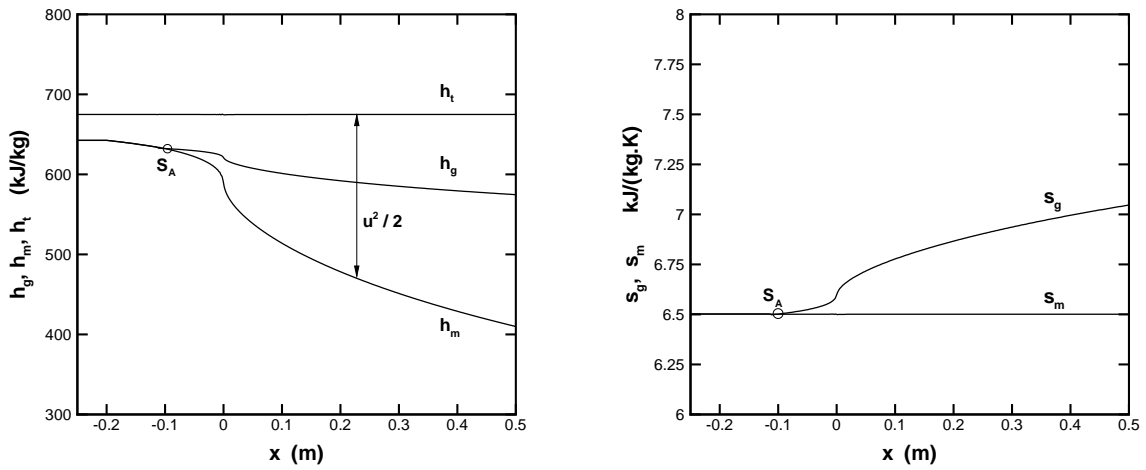 800
700
600
500
400
300
-0.2 -0.1 0 0.1 0.2 0.3 0.4 0.5
x (m)
h_g, h_m, h_t (kJ/kg)
h_t
S_A
h_g
u^2 / 2
h_m
8
7.75
7.5
7.25
7
6.75
6.5
6.25
6
-0.2 -0.1 0 0.1 0.2 0.3 0.4 0.5
x (m)
s_g, s_m kJ/(kg.K)
s_g
S_A
s_m